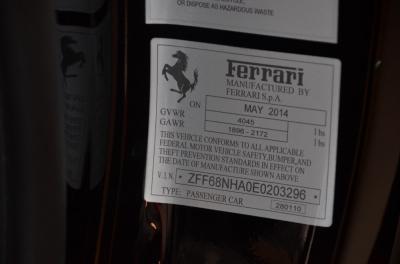 OR DISPOSE AS HAZARDOUS WASTE
Ferrari
MANUFACTURED BY
FERRARI S.p.A.
ON MAY 2014
GVWR 4045 lbs
GAWR 1896 - 2172 lbs
THIS VEHICLE CONFORMS TO ALL APPLICABLE
FEDERAL MOTOR VEHICLE SAFETY, BUMPER, AND
THEFT PREVENTION STANDARDS IN EFFECT ON
THE DATE OF MANUFACTURE SHOWN ABOVE
V.I.N. * ZFF68NHA0E0203296 *
TYPE: PASSENGER CAR 280110